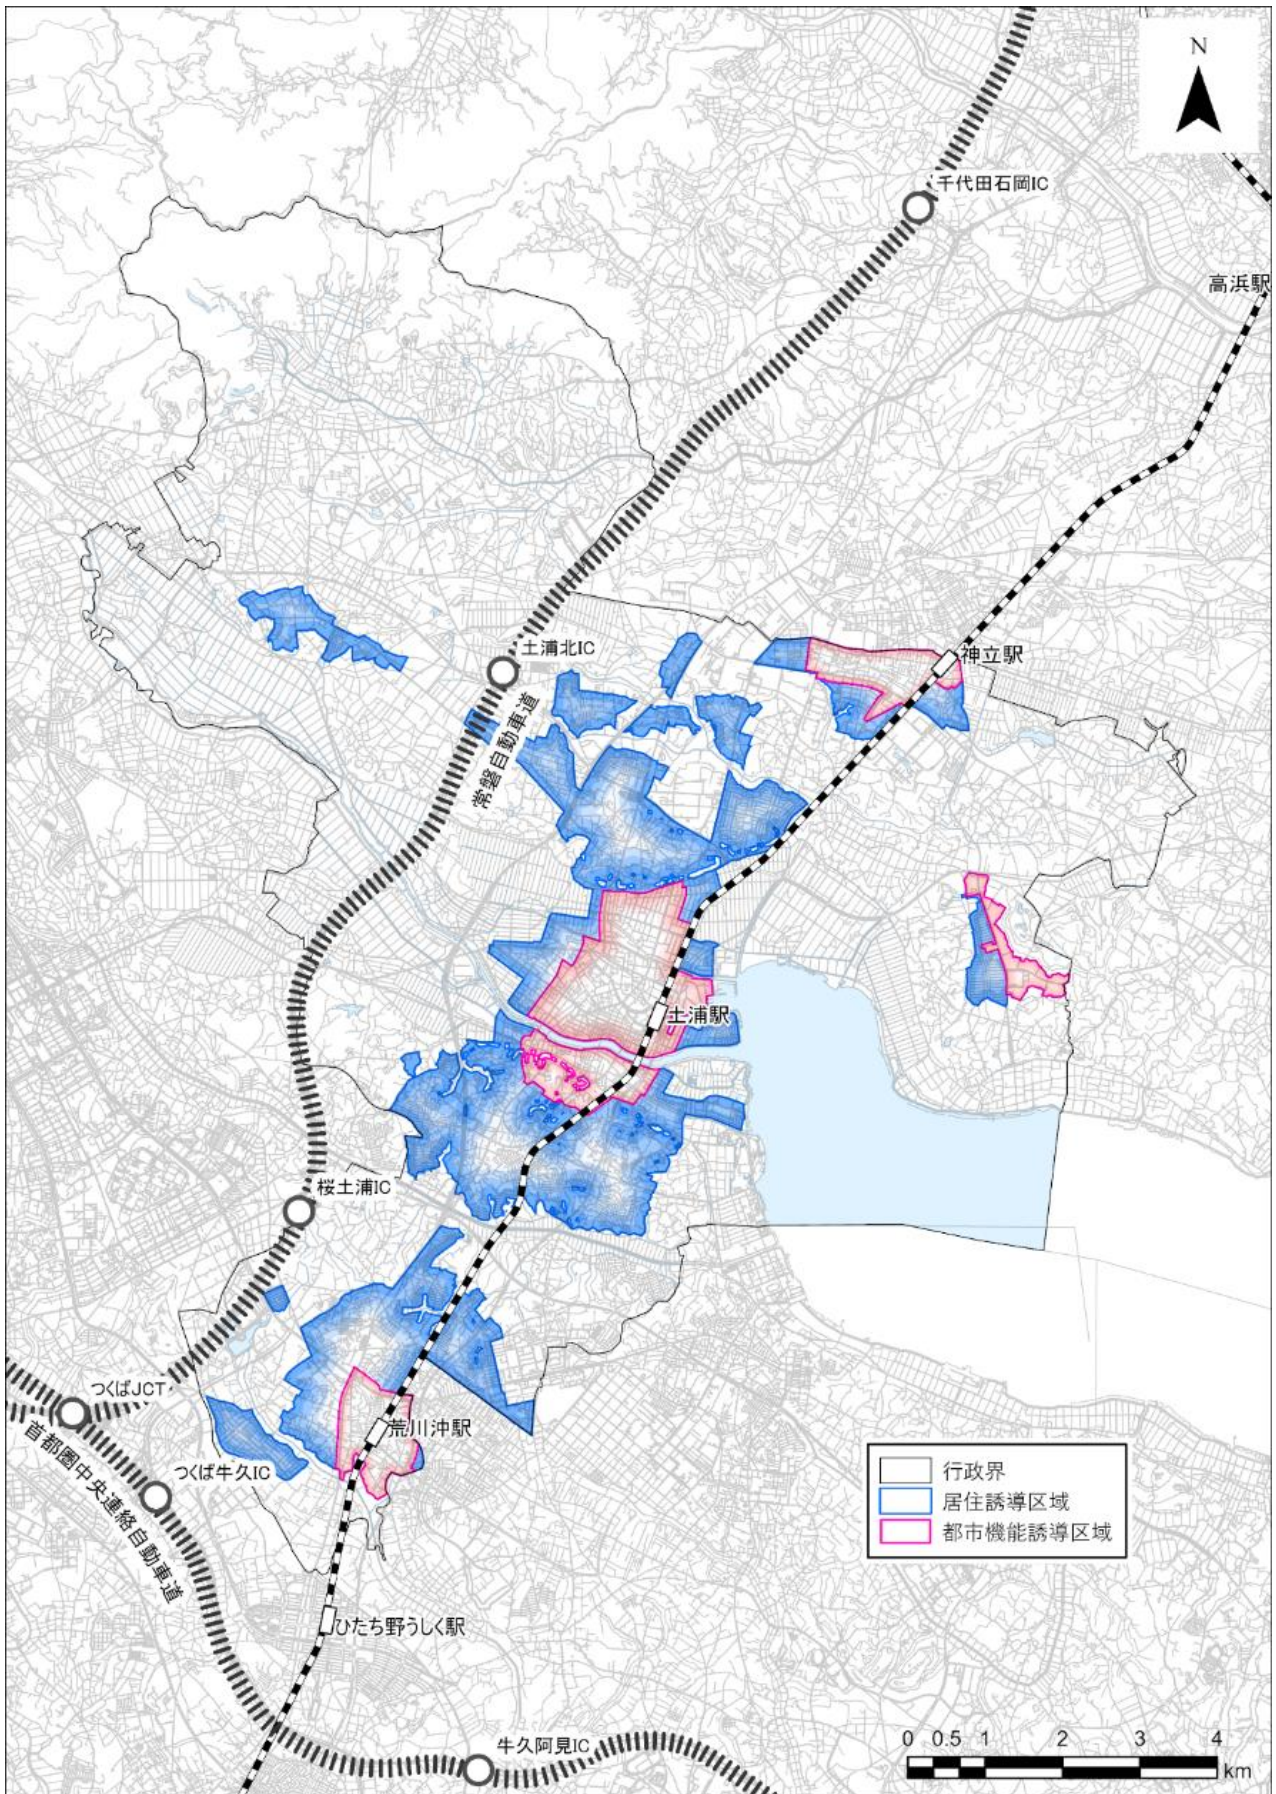 N
千代田石岡IC
高浜駅
土浦北IC
神立駅
常磐自動車道
土浦駅
桜土浦IC
つくばJCT
荒川沖駅
つくば牛久IC
首都圏中央連絡自動車道
行政界
居住誘導区域
都市機能誘導区域
ひたち野うしく駅
牛久阿見IC
0 0.5 1 2 3 4
km